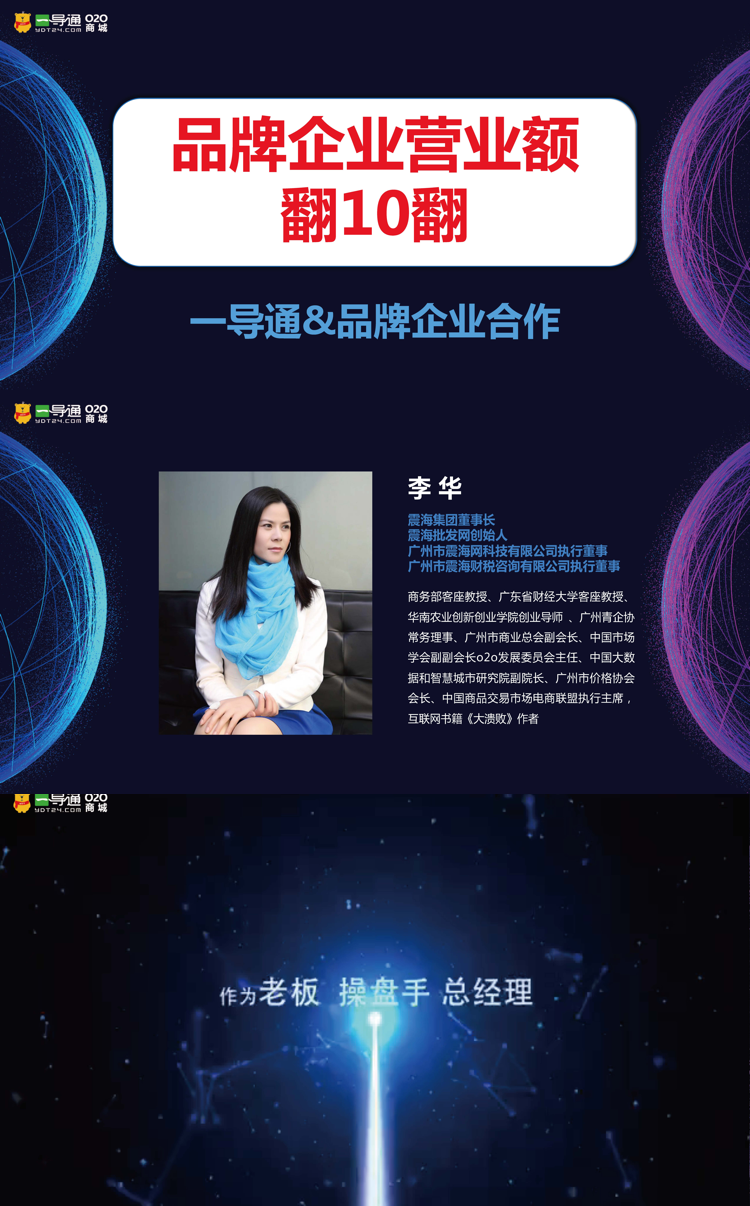 一导通 O2O
YDT24.COM 商城
品牌企业营业额
翻10翻
一导通&品牌企业合作
一导通 O2O
YDT24.COM 商城
李华
震海集团董事长
震海批发网创始人
广州市震海网科技有限公司执行董事
广州市震海财税咨询有限公司执行董事
商务部客座教授、广东省财经大学客座教授、
华南农业创新创业学院创业导师 、广州青企协
常务理事、广州市商业总会副会长、中国市场
学会副副会长o2o发展委员会主任、中国大数
据和智慧城市研究院副院长、广州市价格协会
会长、中国商品交易市场电商联盟执行主席，
互联网书籍《大溃败》作者
一导通 O2O
YDT24.COM 商城
作为老板 操盘手 总经理